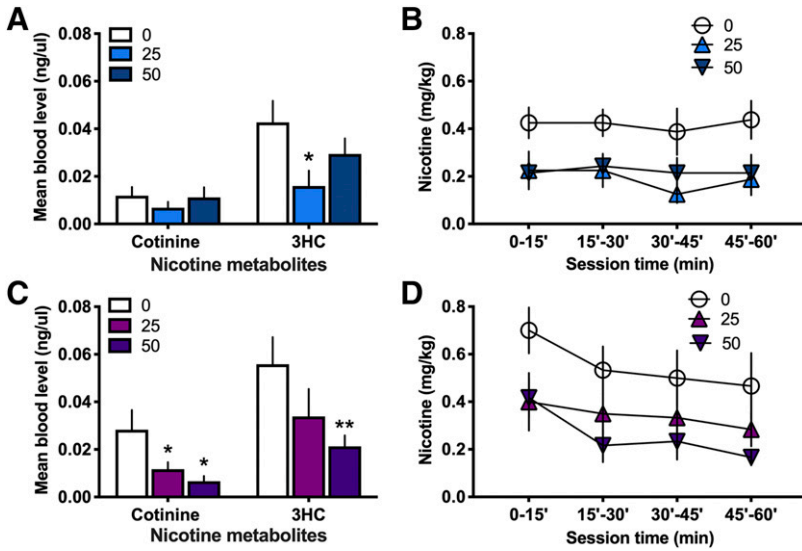 A
0.08
0.06
0.04
0.02
0.00
Mean blood level (ng/ul)
0
25
50
*
Cotinine
3HC
Nicotine metabolites
B
0.8
0.6
0.4
0.2
0.0
Nicotine (mg/kg)
0
25
50
0-15' 15'-30' 30'-45' 45'-60'
Session time (min)
C
0.08
0.06
0.04
0.02
0.00
Mean blood level (ng/ul)
0
25
50
*
*
**
Cotinine
3HC
Nicotine metabolites
D
0.8
0.6
0.4
0.2
0.0
Nicotine (mg/kg)
0
25
50
0-15' 15'-30' 30'-45' 45'-60'
Session time (min)